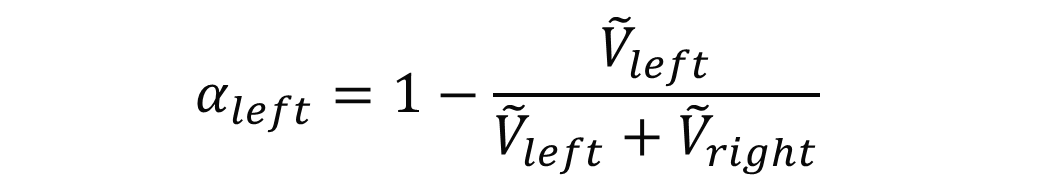 α_left = 1 − Ṽ_left / (Ṽ_left + Ṽ_right)